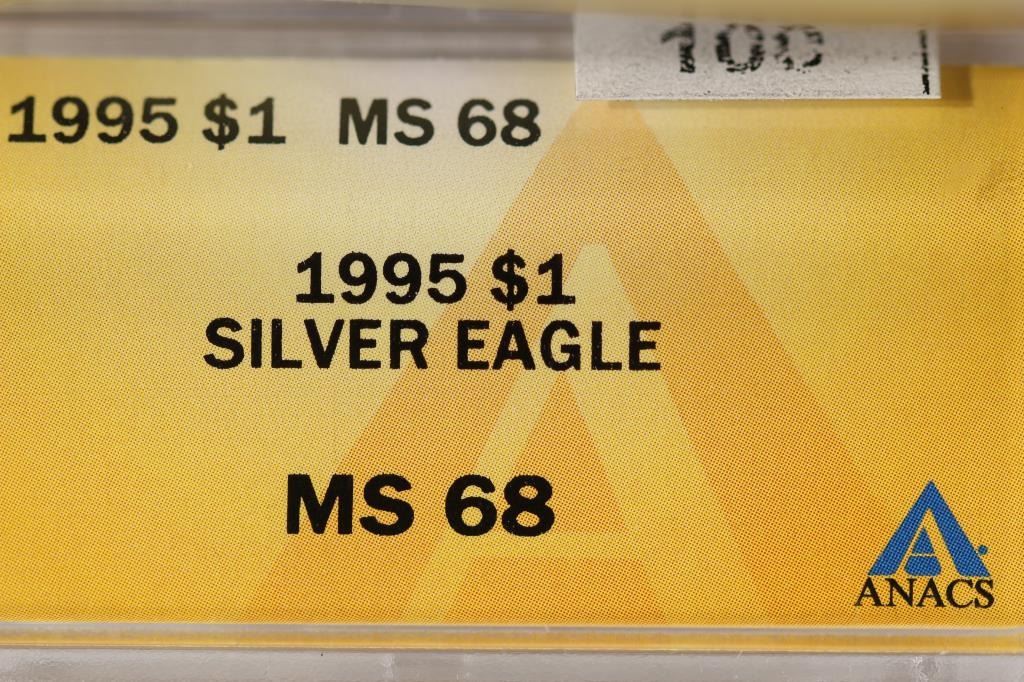 1995 $1 MS 68
1995 $1
SILVER EAGLE
MS 68
ANACS